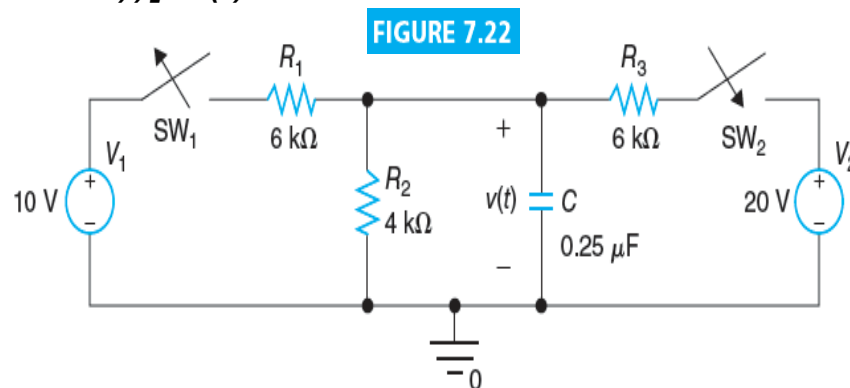 FIGURE 7.22
R1
6 kΩ
SW1
V1
10 V
+
−
R2
4 kΩ
+
v(t)
−
C
0.25 μF
R3
6 kΩ
SW2
20 V
+
−
0